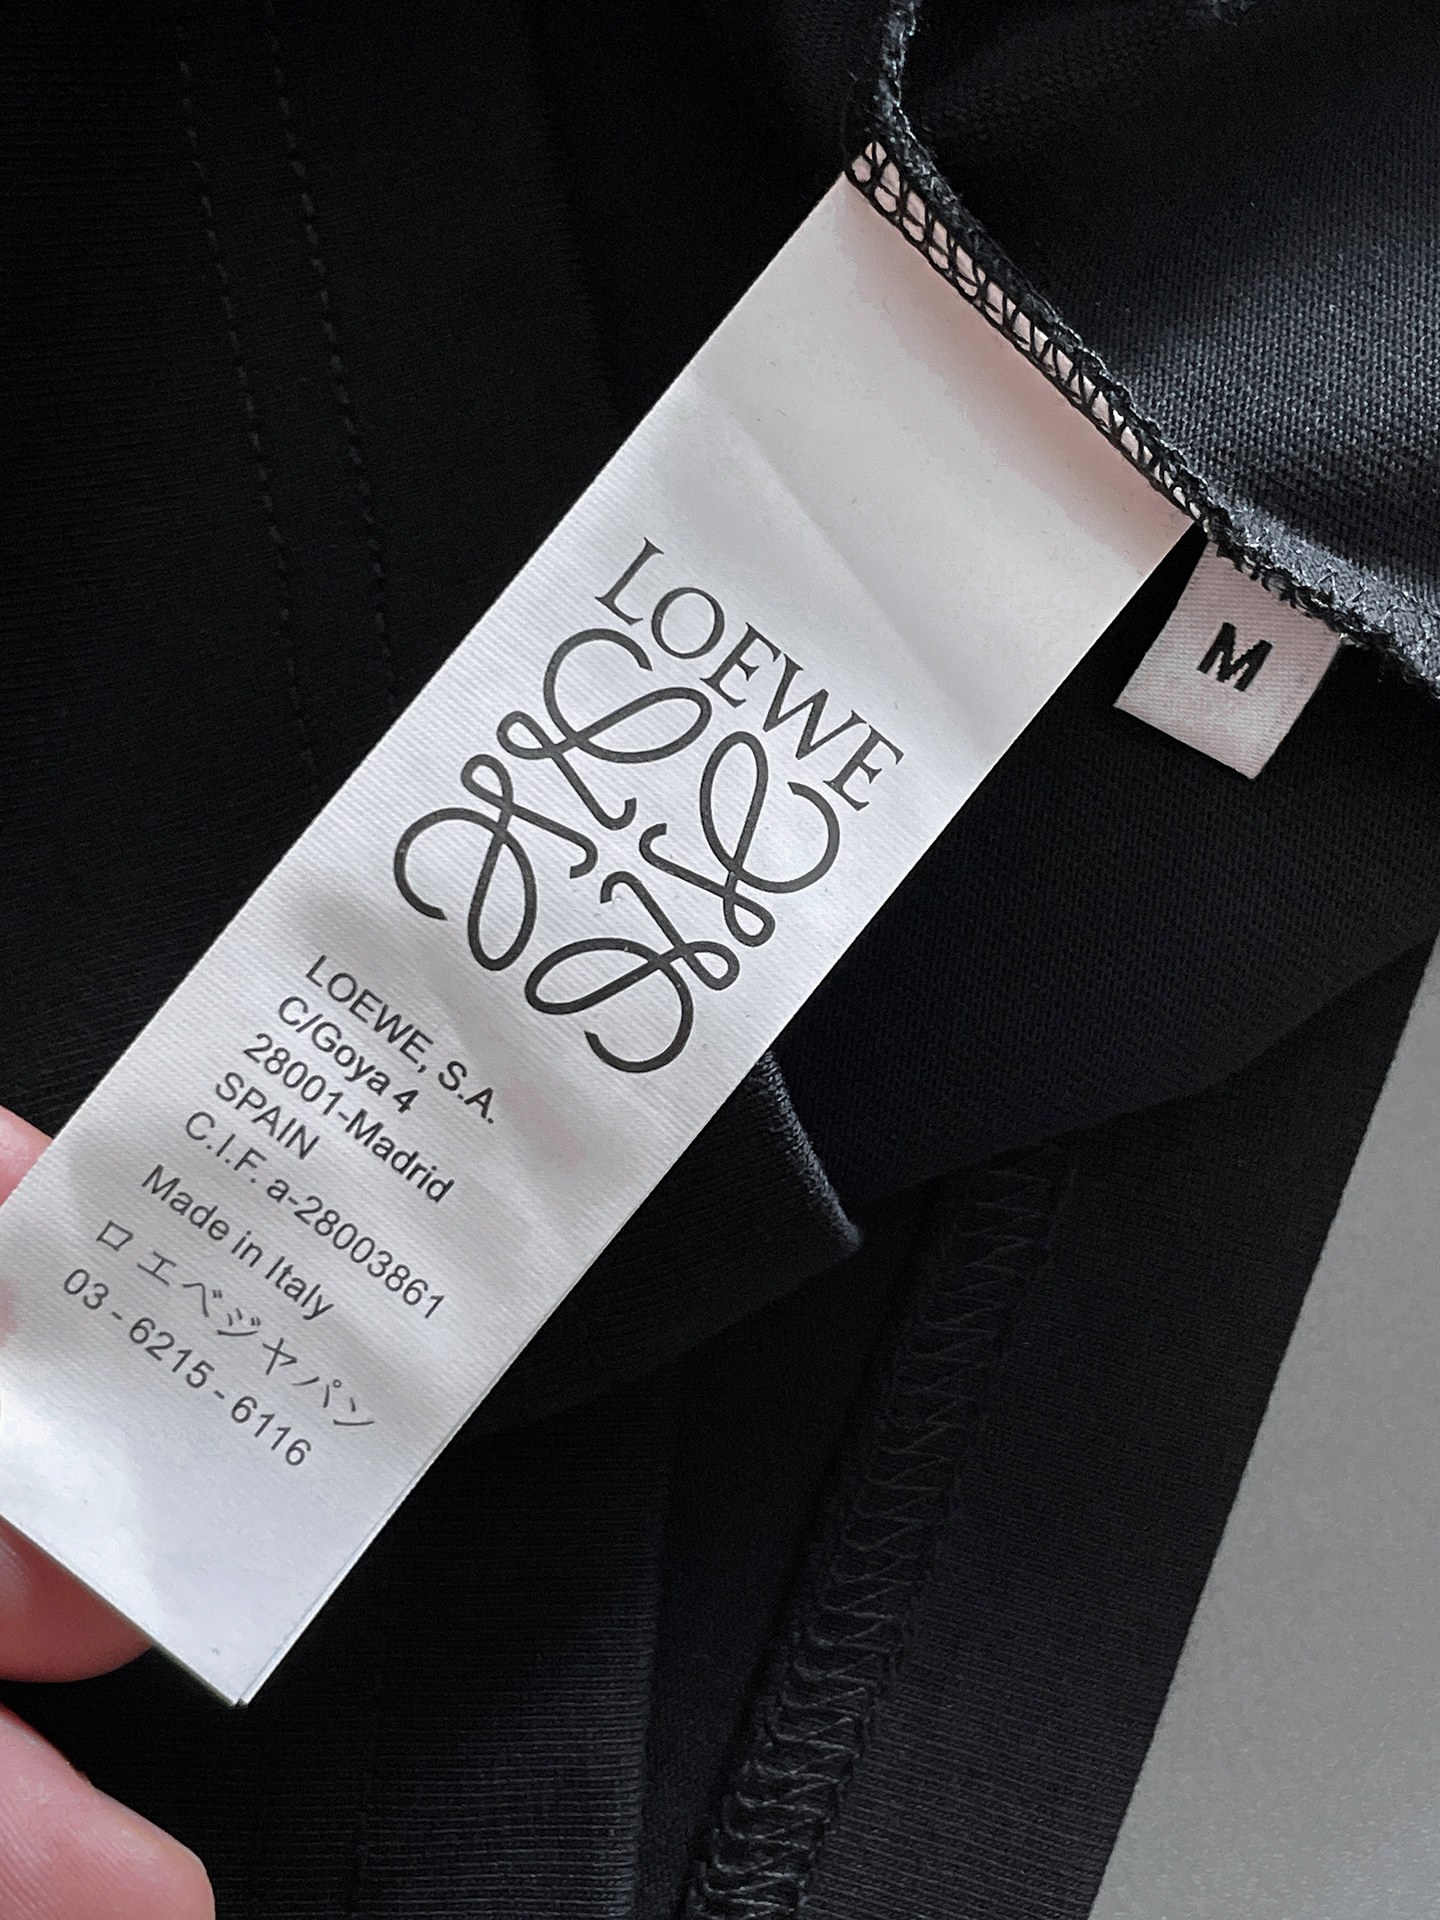 LOEWE
LOEWE, S.A.
C/Goya 4
28001-Madrid
SPAIN
C.I.F. a-28003861
Made in Italy
ロエベジャパン
03-6215-6116
M